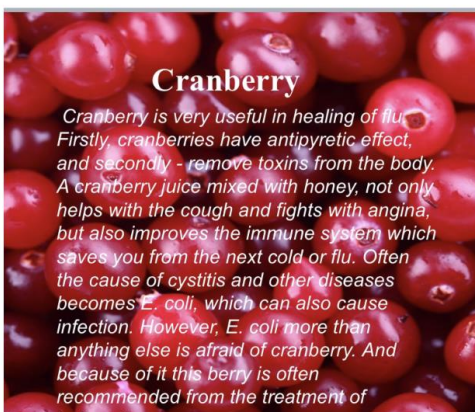 Cranberry
Cranberry is very useful in healing of flu.
Firstly, cranberries have antipyretic effect,
and secondly - remove toxins from the body.
A cranberry juice mixed with honey, not only
helps with the cough and fights with angina,
but also improves the immune system which
saves you from the next cold or flu. Often
the cause of cystitis and other diseases
becomes E. coli, which can also cause
infection. However, E. coli more than
anything else is afraid of cranberry. And
because of it this berry is often
recommended from the treatment of